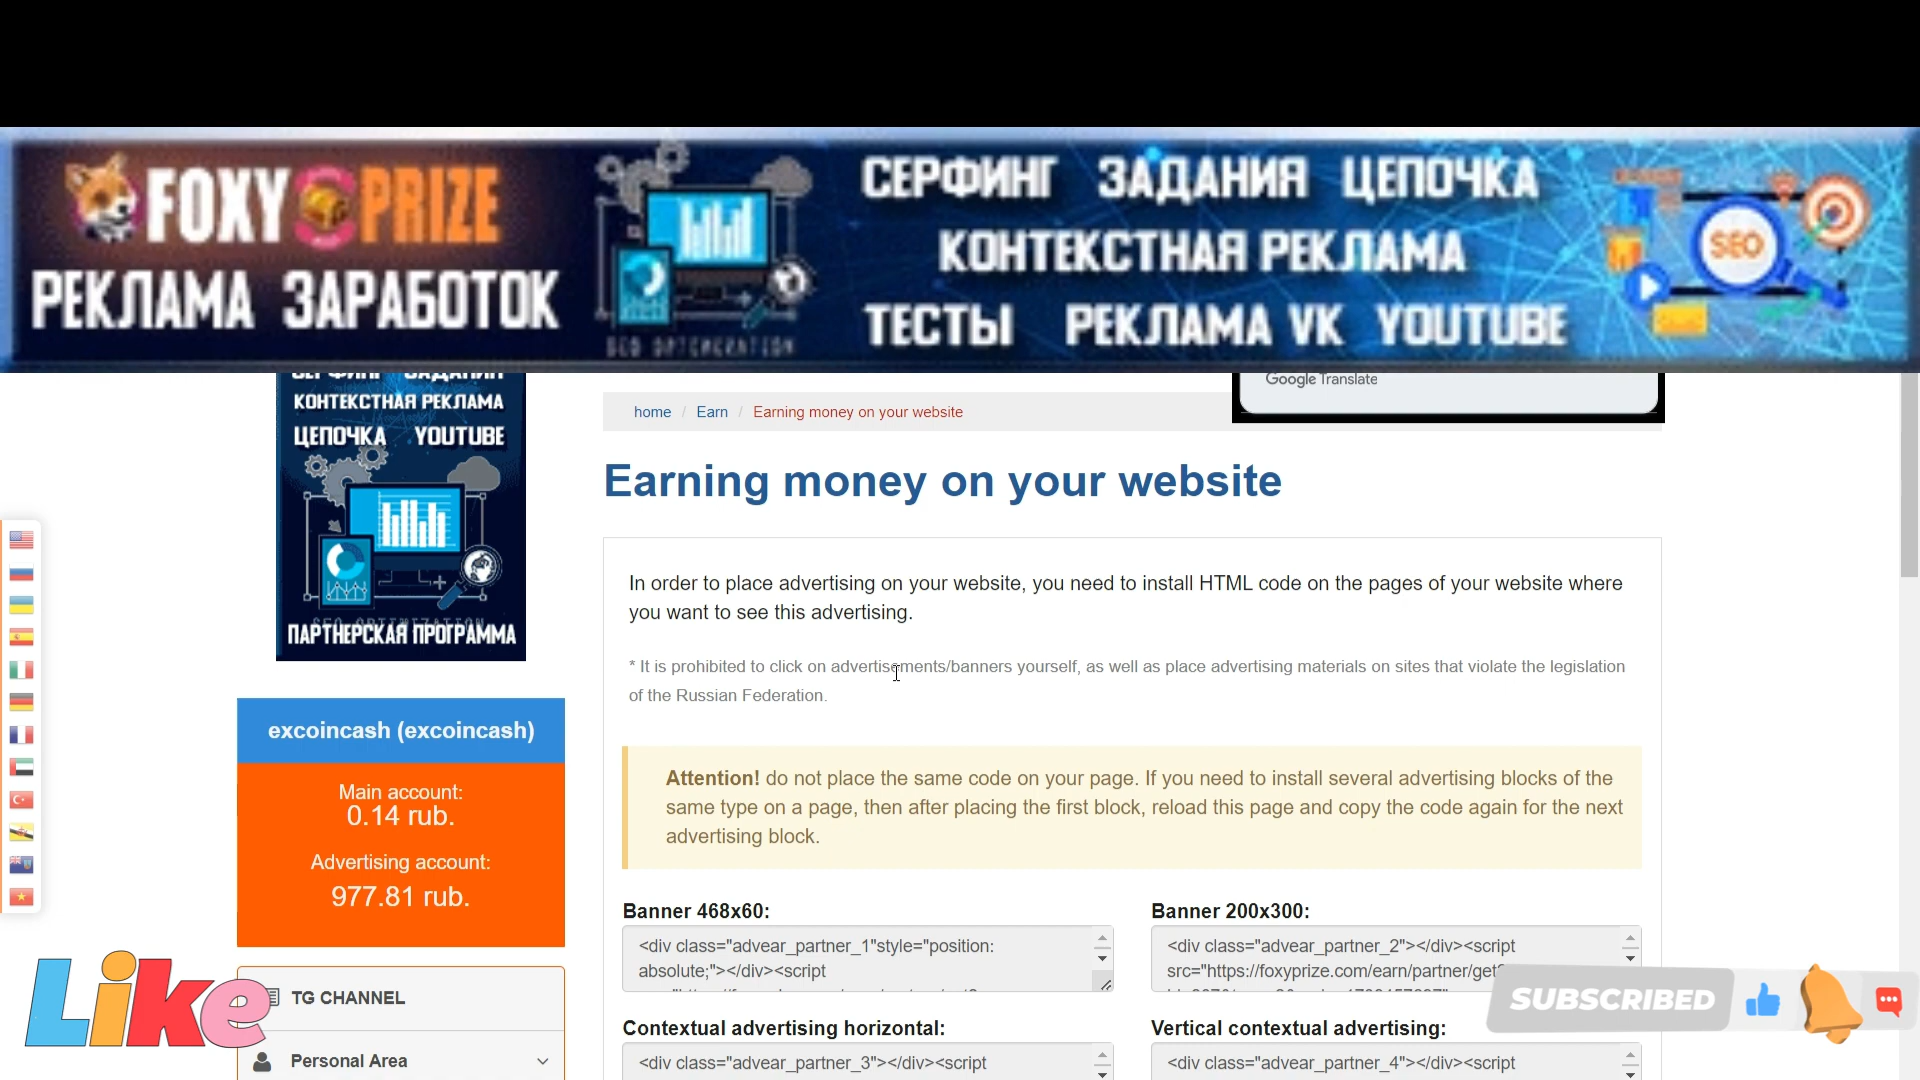 FOXY PRIZE
РЕКЛАМА ЗАРАБОТОК
СЕРФИНГ ЗАДАНИЯ ЦЕПОЧКА
КОНТЕКСТНАЯ РЕКЛАМА
ТЕСТЫ РЕКЛАМА VK YOUTUBE
SEO OPTIMIZATION
SEO
СЕРФИНГ ЗАДАНИЯ
КОНТЕКСТНАЯ РЕКЛАМА
ЦЕПОЧКА YOUTUBE
SEO OPTIMIZATION
ПАРТНЕРСКАЯ ПРОГРАММА
Google Translate
home / Earn / Earning money on your website
Earning money on your website
In order to place advertising on your website, you need to install HTML code on the pages of your website where
you want to see this advertising.
* It is prohibited to click on advertisements/banners yourself, as well as place advertising materials on sites that violate the legislation
of the Russian Federation.
Attention! do not place the same code on your page. If you need to install several advertising blocks of the
same type on a page, then after placing the first block, reload this page and copy the code again for the next
advertising block.
excoincash (excoincash)
Main account:
0.14 rub.
Advertising account:
977.81 rub.
TG CHANNEL
Personal Area
Banner 468x60:
<div class="advear_partner_1"style="position:
absolute;"></div><script
Banner 200x300:
<div class="advear_partner_2"></div><script
src="https://foxyprize.com/earn/partner/get?
Contextual advertising horizontal:
<div class="advear_partner_3"></div><script
Vertical contextual advertising:
<div class="advear_partner_4"></div><script
Like
SUBSCRIBED